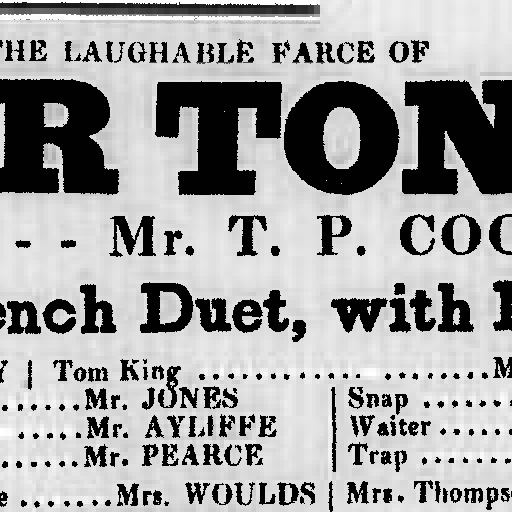 THE LAUGHABLE FARCE OF
R TON
- - Mr. T. P. COO
ench Duet, with
Y | Tom King .................... M
......Mr. JONES | Snap .......
.....Mr. AYLIFFE | Waiter .....
......Mr. PEARCE | Trap .......
e .......Mrs. WOULDS | Mrs. Thomps